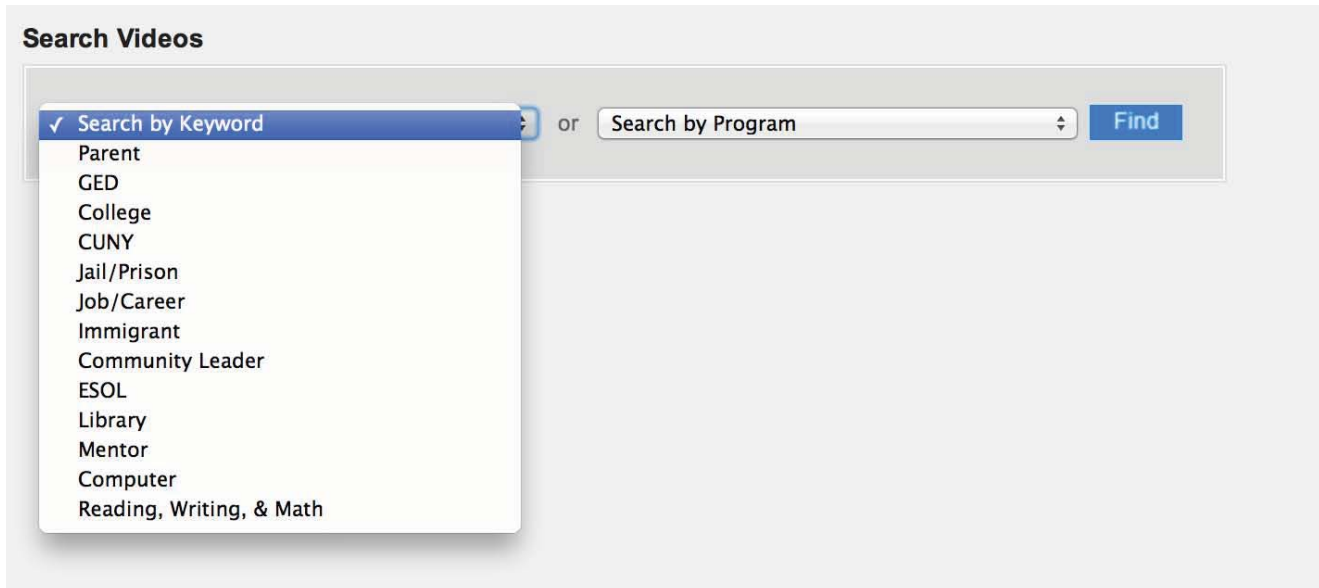 Search Videos
✓ Search by Keyword or Search by Program Find
Parent
GED
College
CUNY
Jail/Prison
Job/Career
Immigrant
Community Leader
ESOL
Library
Mentor
Computer
Reading, Writing, & Math